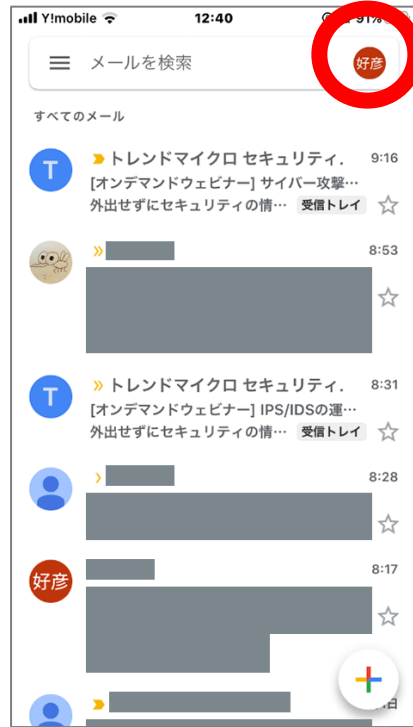 Y!mobile 12:40 91%
メールを検索 好彦
すべてのメール
T トレンドマイクロ セキュリティ. 9:16
[オンデマンドウェビナー] サイバー攻撃…
外出せずにセキュリティの情… 受信トレイ
8:53
T トレンドマイクロ セキュリティ. 8:31
[オンデマンドウェビナー] IPS/IDSの運…
外出せずにセキュリティの情… 受信トレイ
8:28
好彦 8:17
日